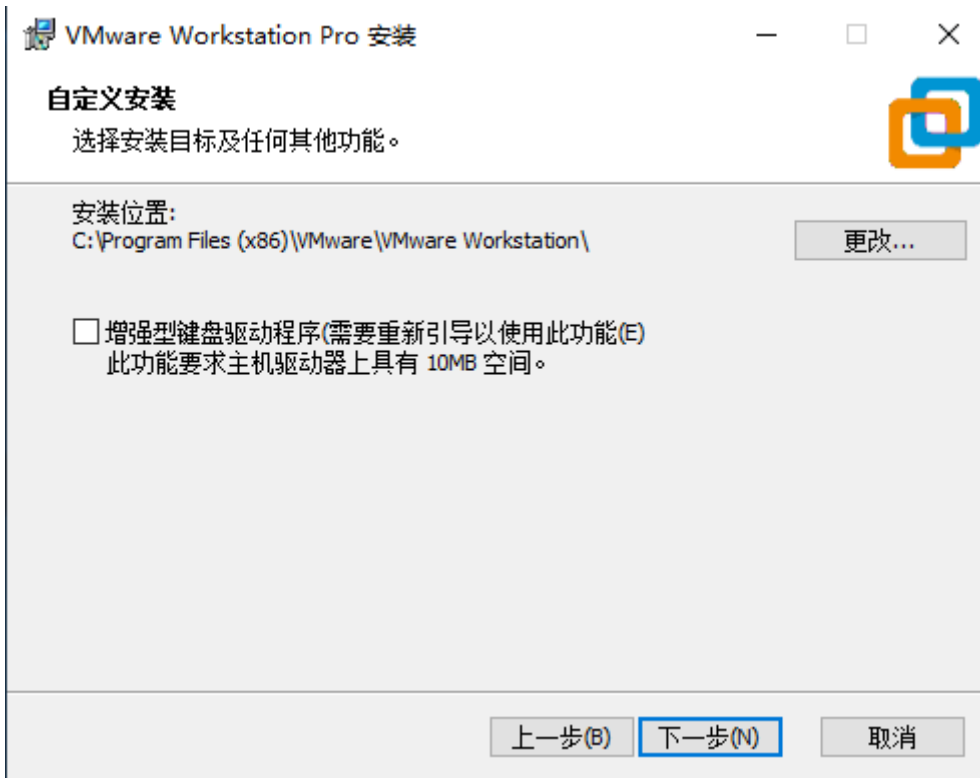 VMware Workstation Pro 安装
自定义安装
选择安装目标及任何其他功能。
安装位置:
C:\Program Files (x86)\VMware\VMware Workstation\
更改...
增强型键盘驱动程序(需要重新引导以使用此功能(E)
此功能要求主机驱动器上具有 10MB 空间。
上一步(B) 下一步(N) 取消